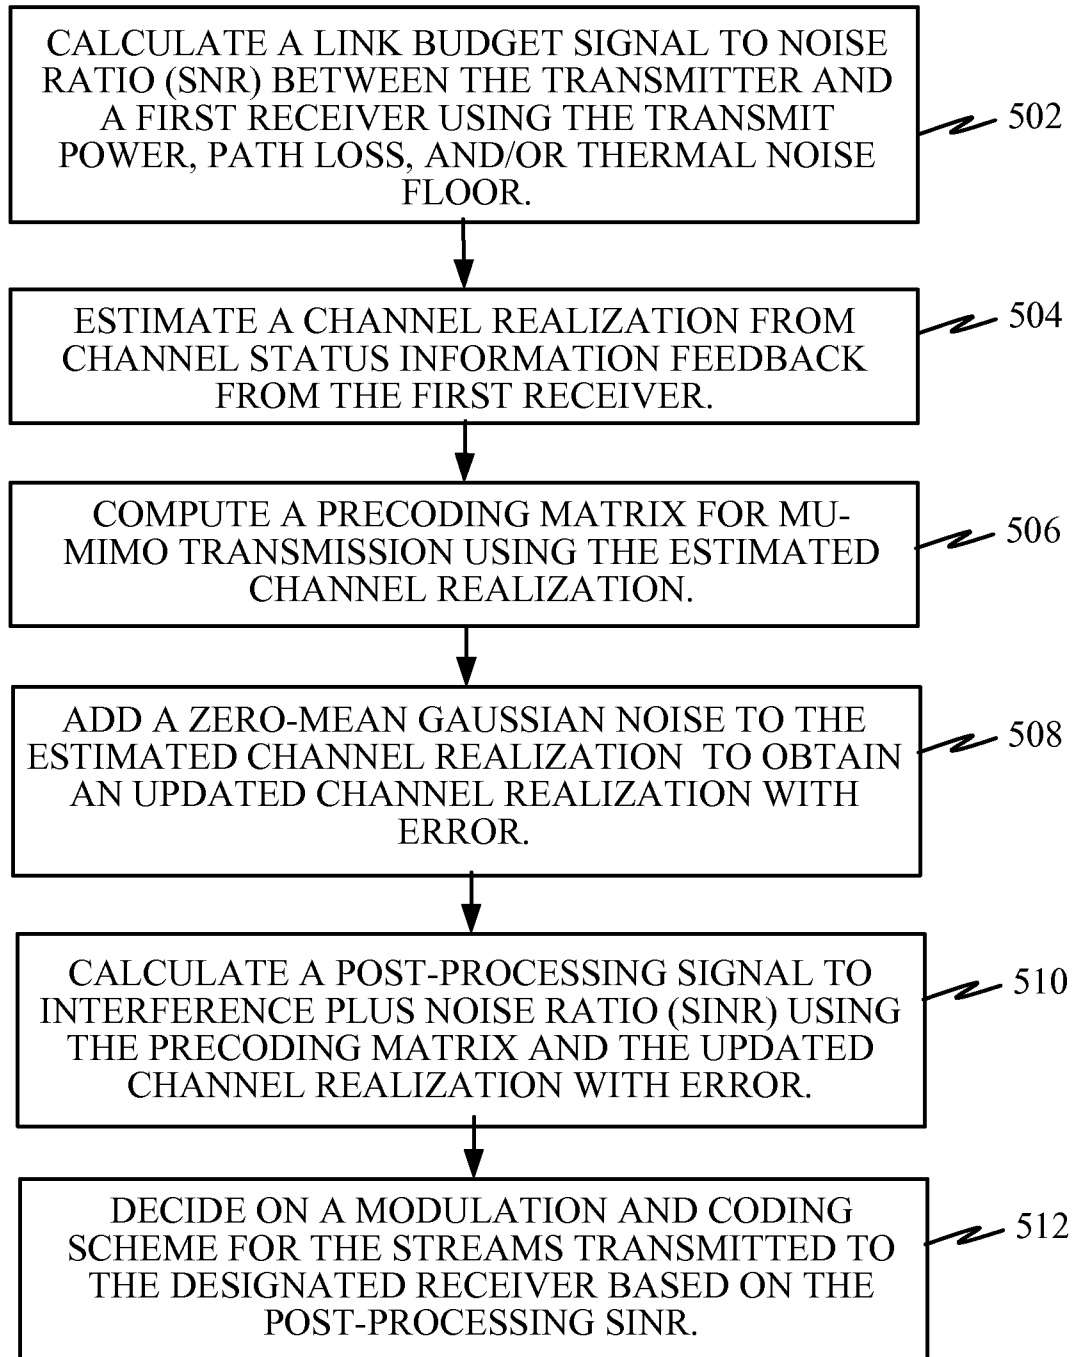 CALCULATE A LINK BUDGET SIGNAL TO NOISE
RATIO (SNR) BETWEEN THE TRANSMITTER AND
A FIRST RECEIVER USING THE TRANSMIT
POWER, PATH LOSS, AND/OR THERMAL NOISE
FLOOR.
502
ESTIMATE A CHANNEL REALIZATION FROM
CHANNEL STATUS INFORMATION FEEDBACK
FROM THE FIRST RECEIVER.
504
COMPUTE A PRECODING MATRIX FOR MU-
MIMO TRANSMISSION USING THE ESTIMATED
CHANNEL REALIZATION.
506
ADD A ZERO-MEAN GAUSSIAN NOISE TO THE
ESTIMATED CHANNEL REALIZATION TO OBTAIN
AN UPDATED CHANNEL REALIZATION WITH
ERROR.
508
CALCULATE A POST-PROCESSING SIGNAL TO
INTERFERENCE PLUS NOISE RATIO (SINR) USING
THE PRECODING MATRIX AND THE UPDATED
CHANNEL REALIZATION WITH ERROR.
510
DECIDE ON A MODULATION AND CODING
SCHEME FOR THE STREAMS TRANSMITTED TO
THE DESIGNATED RECEIVER BASED ON THE
POST-PROCESSING SINR.
512